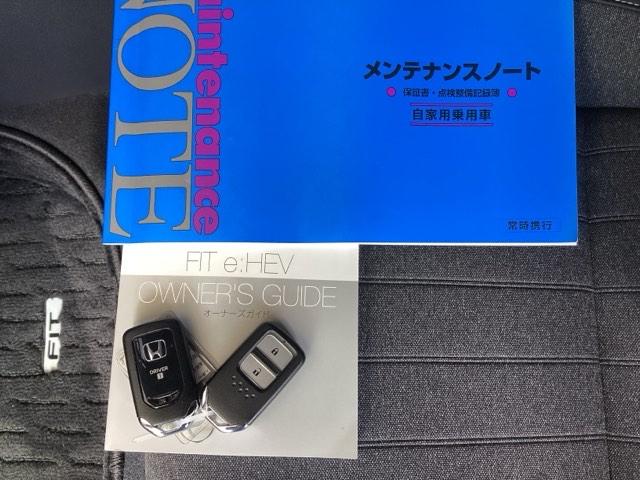 Maintenance
NOTE
メンテナンスノート
保証書・点検整備記録簿
自家用乗用車
常時携行
FIT e:HEV
OWNER'S GUIDE
オーナーズガイド
DRIVER
1
FIT